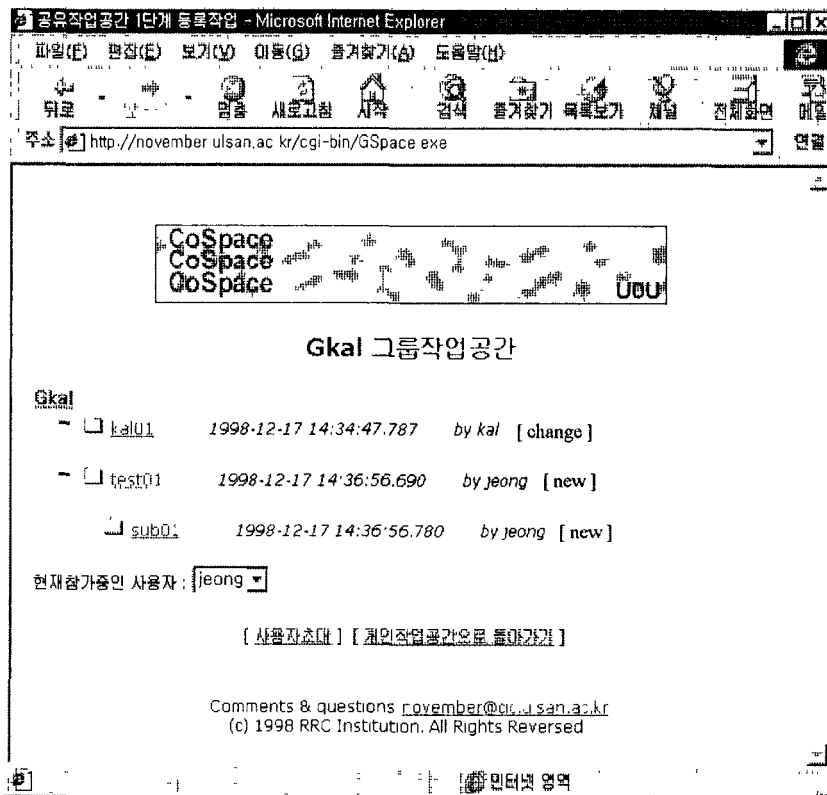 공유작업공간 1단계 등록작업 - Microsoft Internet Explorer
파일(F) 편집(E) 보기(V) 이동(G) 즐겨찾기(A) 도움말(H)
뒤로 멈춤 새로고침 시작 검색 즐겨찾기 목록보기 채널 전체화면 메일
주소 http://november ulsan.ac kr/cgi-bin/GSpace exe 연결
CoSpace
CoSpace
CoSpace
UOU
Gkal 그룹작업공간
Gkal
kal01 1998-12-17 14:34:47.787 by kal [ change ]
test01 1998-12-17 14:36:56.690 by jeong [ new ]
sub01 1998-12-17 14:36:56.780 by jeong [ new ]
현재참가중인 사용자 : jeong
[ 사용자초대 ] [ 개인작업공간으로 돌아가기 ]
Comments & questions
(c) 1998 RRC Institution. All Rights Reversed
인터넷 영역